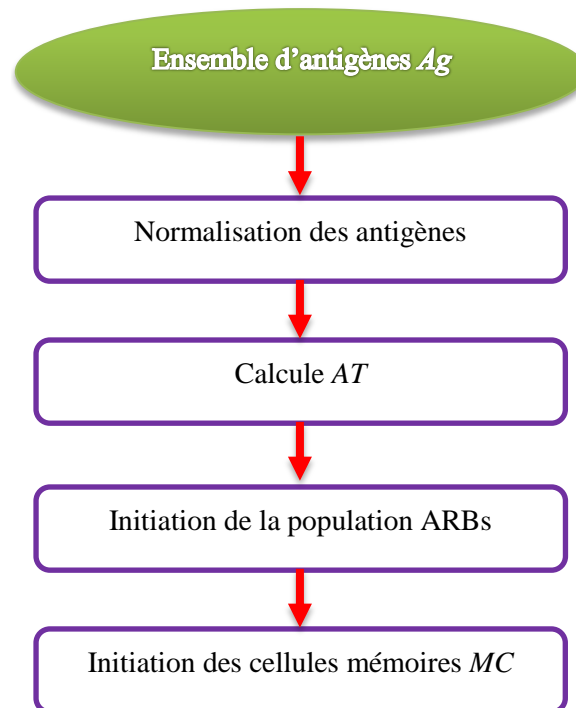 Ensemble d'antigènes Ag
Normalisation des antigènes
Calcule AT
Initiation de la population ARBs
Initiation des cellules mémoires MC